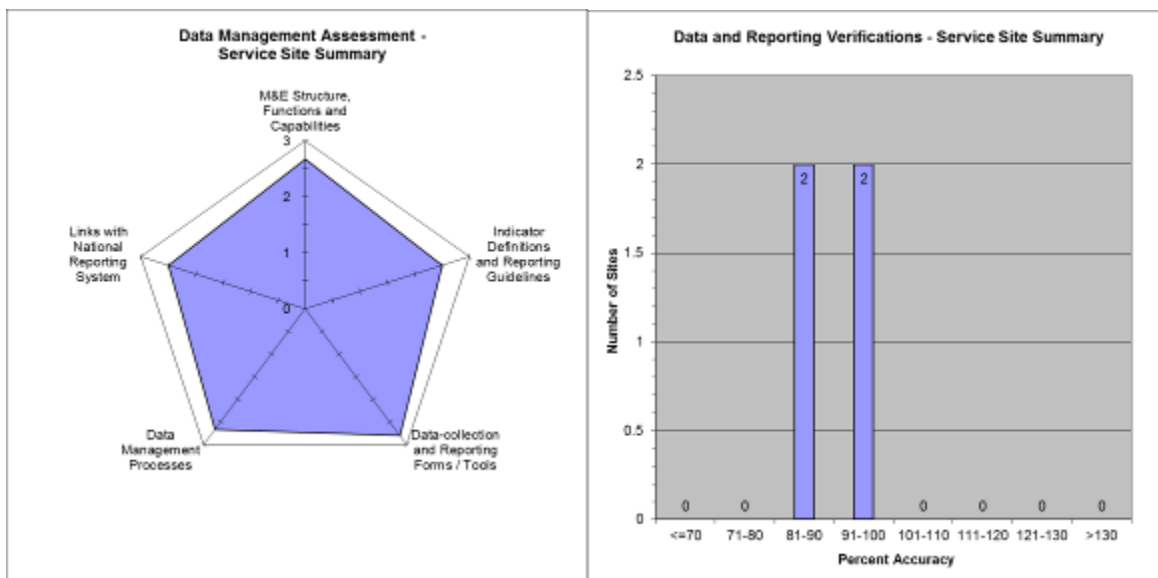 Data Management Assessment -
Service Site Summary
M&E Structure,
Functions and
Capabilities
3
2
1
0
Links with
National
Reporting
System
Indicator
Definitions
and Reporting
Guidelines
Data
Management
Processes
Data-collection
and Reporting
Forms / Tools
Data and Reporting Verifications - Service Site Summary
Number of Sites
2.5
2
1.5
1
0.5
0
0 0 2 2 0 0 0 0
<=70 71-80 81-90 91-100 101-110 111-120 121-130 >130
Percent Accuracy